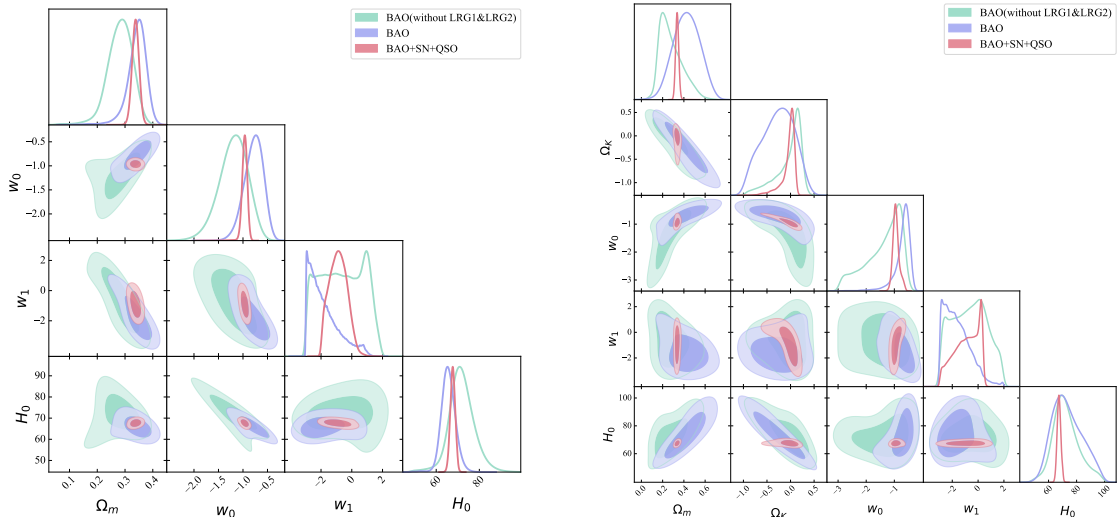 BAO(without LRG1&LRG2)
BAO
BAO+SN+QSO
w₀
−0.5
−1.0
−1.5
−2.0
w₁
2
0
−2
H₀
90
80
70
60
50
0.1
0.2
0.3
0.4
Ωₘ
−2.0
−1.5
−1.0
−0.5
w₀
−2
0
2
w₁
60
80
H₀
BAO(without LRG1&LRG2)
BAO
BAO+SN+QSO
Ω_K
0.5
0.0
−0.5
−1.0
w₀
−1
−2
−3
w₁
2
0
−2
H₀
100
80
60
0.0
0.2
0.4
0.6
Ωₘ
−1.0
−0.5
0.0
0.5
Ω_K
−3
−2
−1
w₀
−2
0
2
w₁
60
80
100
H₀